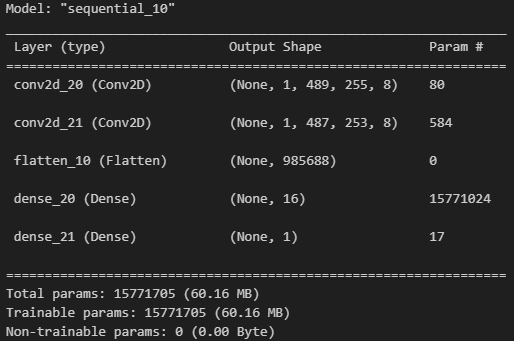 Model: "sequential_10"
_________________________________________________________________
Layer (type) Output Shape Param #
=================================================================
conv2d_20 (Conv2D) (None, 1, 489, 255, 8) 80
conv2d_21 (Conv2D) (None, 1, 487, 253, 8) 584
flatten_10 (Flatten) (None, 985688) 0
dense_20 (Dense) (None, 16) 15771024
dense_21 (Dense) (None, 1) 17
=================================================================
Total params: 15771705 (60.16 MB)
Trainable params: 15771705 (60.16 MB)
Non-trainable params: 0 (0.00 Byte)